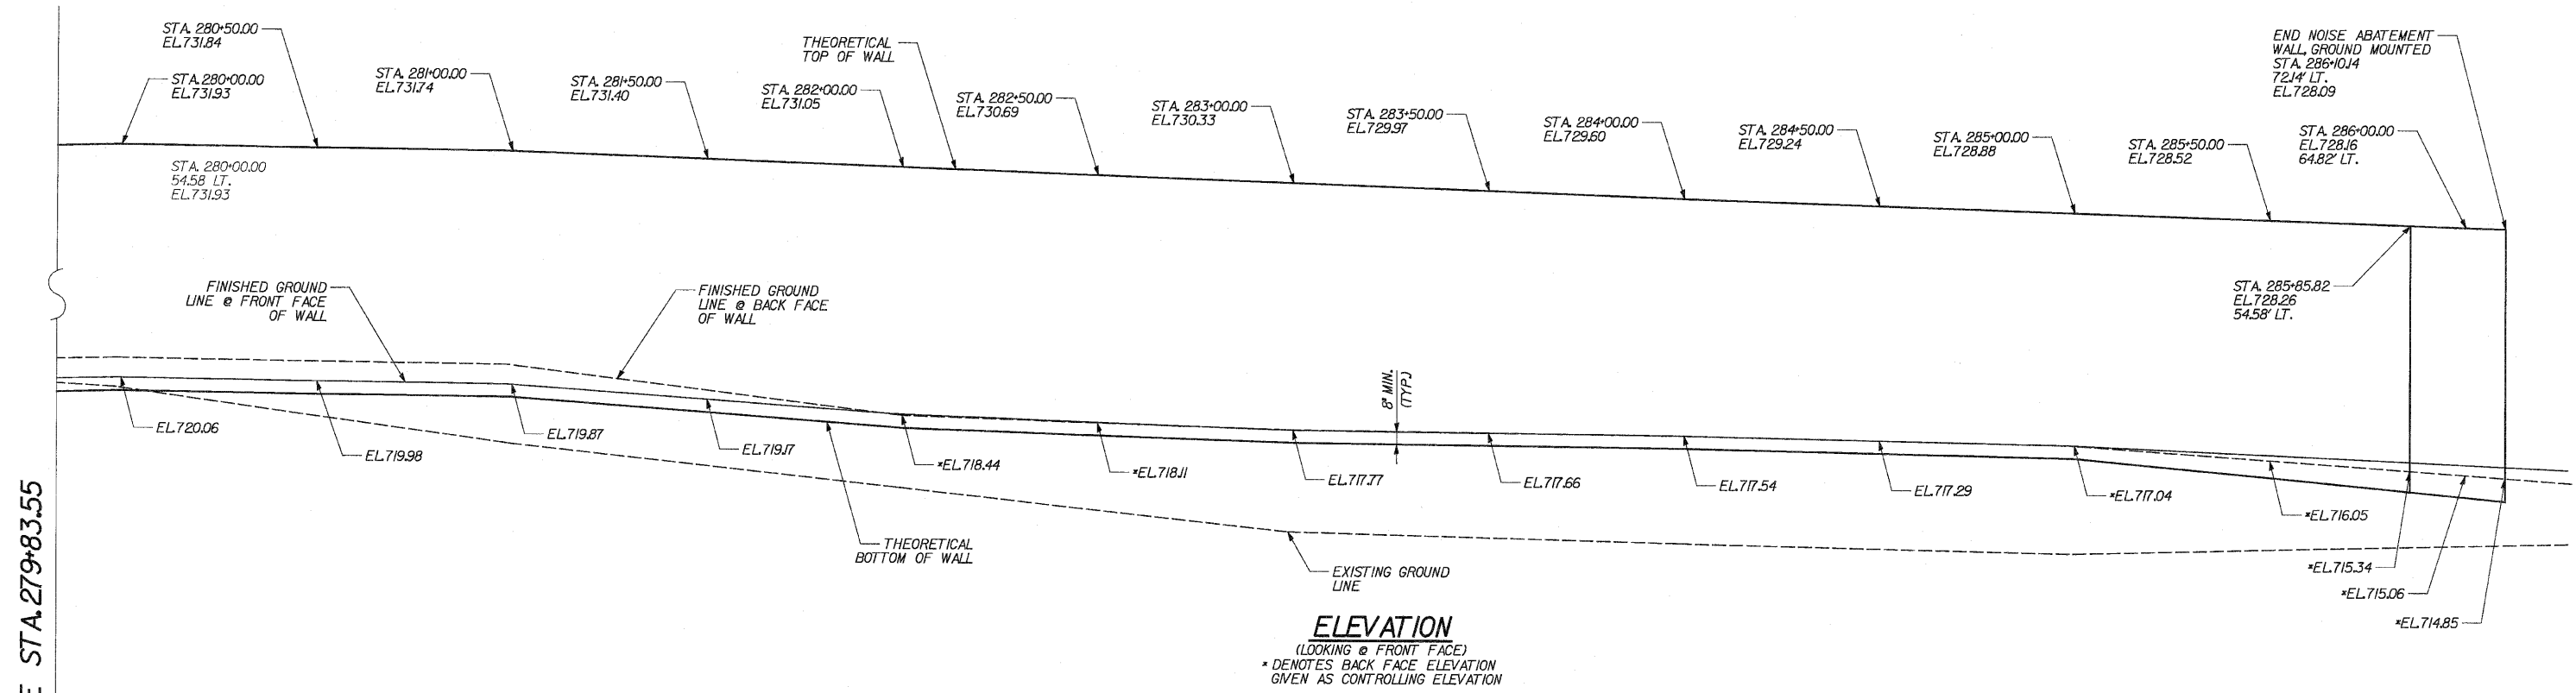 STA. 280+50.00
EL.731.84
STA. 280+00.00
EL.731.93
STA. 281+00.00
EL.731.74
STA. 281+50.00
EL.731.40
STA. 282+00.00
EL.731.05
THEORETICAL
TOP OF WALL
STA. 282+50.00
EL.730.69
STA. 283+00.00
EL.730.33
STA. 283+50.00
EL.729.97
STA. 284+00.00
EL.729.60
STA. 284+50.00
EL.729.24
STA. 285+00.00
EL.728.88
STA. 285+50.00
EL.728.52
STA. 286+00.00
EL.728.16
64.82' LT.
END NOISE ABATEMENT
WALL, GROUND MOUNTED
STA. 286+10.14
72.14' LT.
EL.728.09
STA. 280+00.00
54.58 LT.
EL.731.93
FINISHED GROUND
LINE @ FRONT FACE
OF WALL
FINISHED GROUND
LINE @ BACK FACE
OF WALL
STA. 285+85.82
EL.728.26
54.58' LT.
8" MIN.
(TYP.)
EL.720.06
EL.719.98
EL.719.87
EL.719.17
*EL.718.44
*EL.718.11
EL.717.77
EL.717.66
EL.717.54
EL.717.29
*EL.717.04
*EL.716.05
*EL.715.34
*EL.715.06
*EL.714.85
THEORETICAL
BOTTOM OF WALL
EXISTING GROUND
LINE
ELEVATION
(LOOKING @ FRONT FACE)
* DENOTES BACK FACE ELEVATION
GIVEN AS CONTROLLING ELEVATION
E STA. 279+83.55